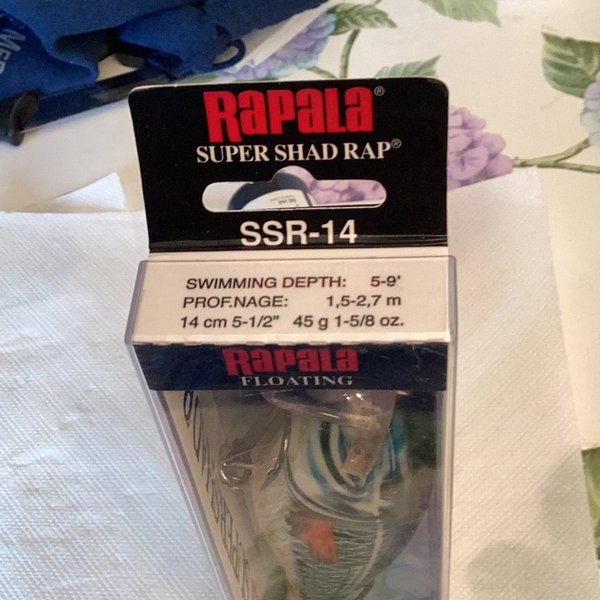 Rapala®
SUPER SHAD RAP®
SSR-14
SWIMMING DEPTH: 5-9'
PROF.NAGE: 1,5-2,7 m
14 cm 5-1/2" 45 g 1-5/8 oz.
Rapala®
FLOATING